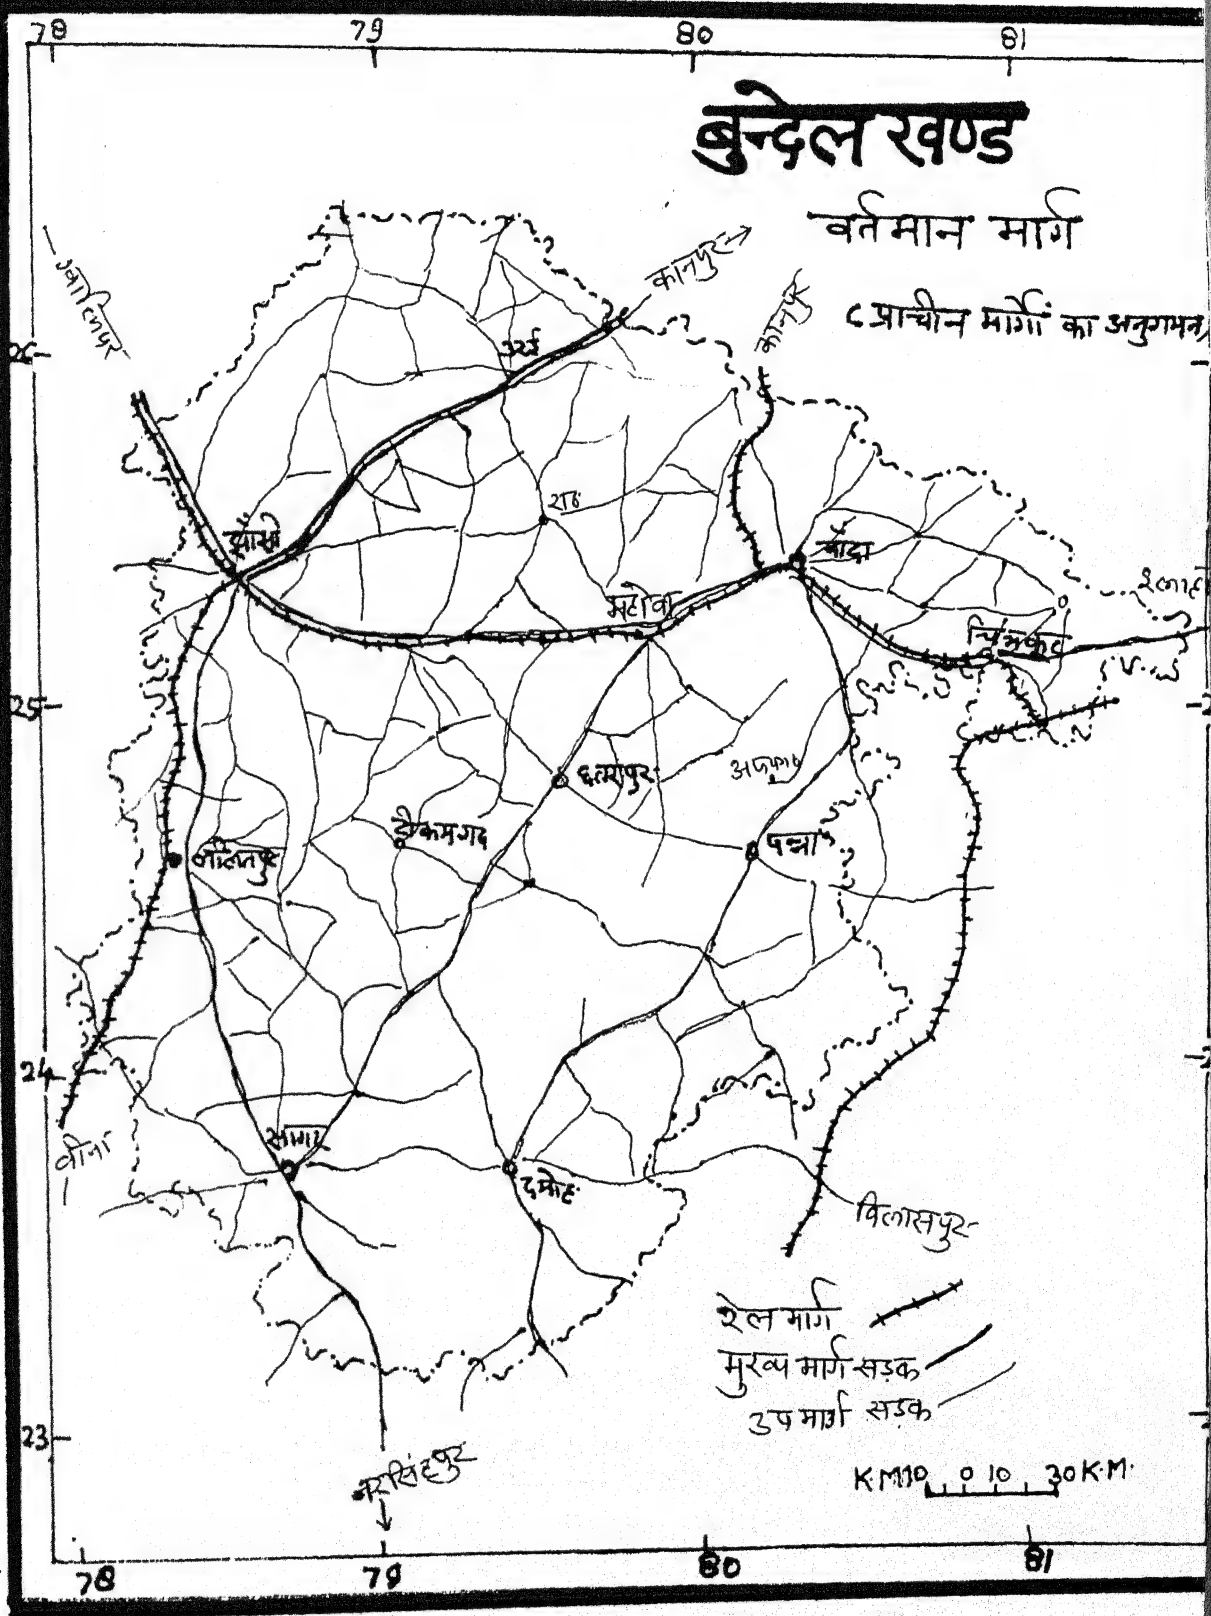 78 79 80 81
बुन्देल खण्ड
वर्तमान मार्ग
(प्राचीन मार्गों का अनुगमन)
ग्वालियर
कानपुर
कानपुर
26
उरई
राठ
झाँसी
बाँदा
महोवा
इलाहा
चित्रकूट
25
छतरपुर
अजयगढ़
टीकमगढ़
पन्ना
ललितपुर
24
वीना
सागर
दमोह
विलासपुर
रेल मार्ग
मुख्य मार्ग सड़क
उप मार्ग सड़क
23
नरसिंहपुर
K.M10 0 10 30 K.M.
78 79 80 81